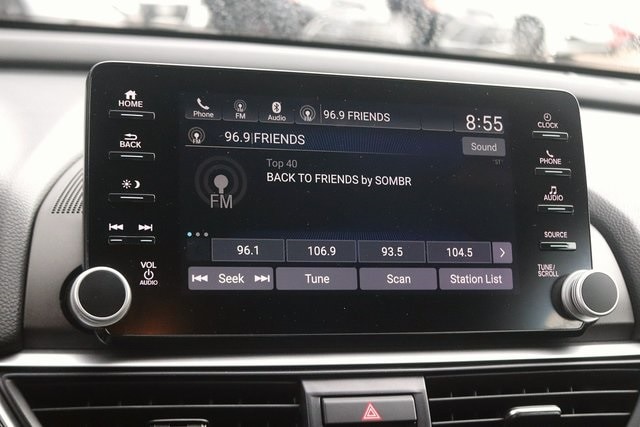 HOME
BACK
VOL
AUDIO
Phone FM Audio 96.9 FRIENDS 8:55
96.9|FRIENDS Sound
ST
FM
Top 40
BACK TO FRIENDS by SOMBR
96.1 106.9 93.5 104.5
Seek Tune Scan Station List
CLOCK
PHONE
AUDIO
SOURCE
TUNE/
SCROLL